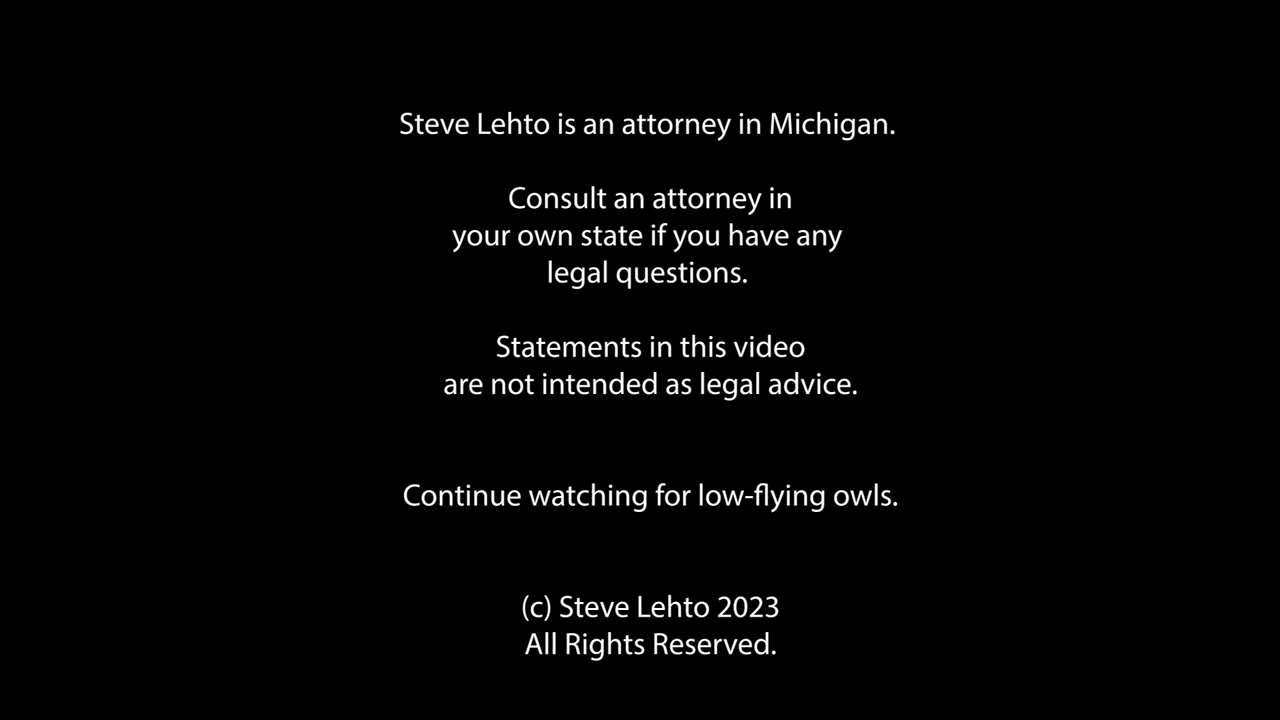 Steve Lehto is an attorney in Michigan.
Consult an attorney in
your own state if you have any
legal questions.
Statements in this video
are not intended as legal advice.
Continue watching for low-flying owls.
(c) Steve Lehto 2023
All Rights Reserved.